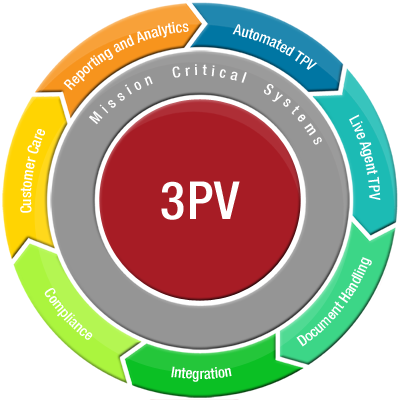 Reporting and Analytics
Automated TPV
Live Agent TPV
Document Handling
Integration
Compliance
Customer Care
Mission Critical Systems
3PV